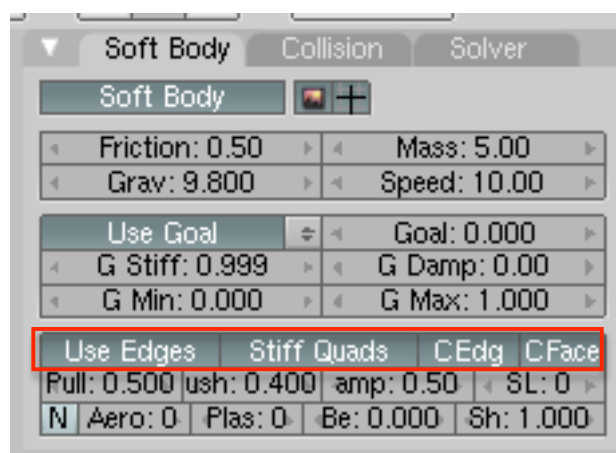 Soft Body Collision Solver
Soft Body
Friction: 0.50 Mass: 5.00
Grav: 9.800 Speed: 10.00
Use Goal Goal: 0.000
G Stiff: 0.999 G Damp: 0.00
G Min: 0.000 G Max: 1.000
Use Edges Stiff Quads CEdg CFace
Pull: 0.500 ush: 0.400 amp: 0.50 SL: 0
N Aero: 0 Plas: 0 Be: 0.000 Sh: 1.000